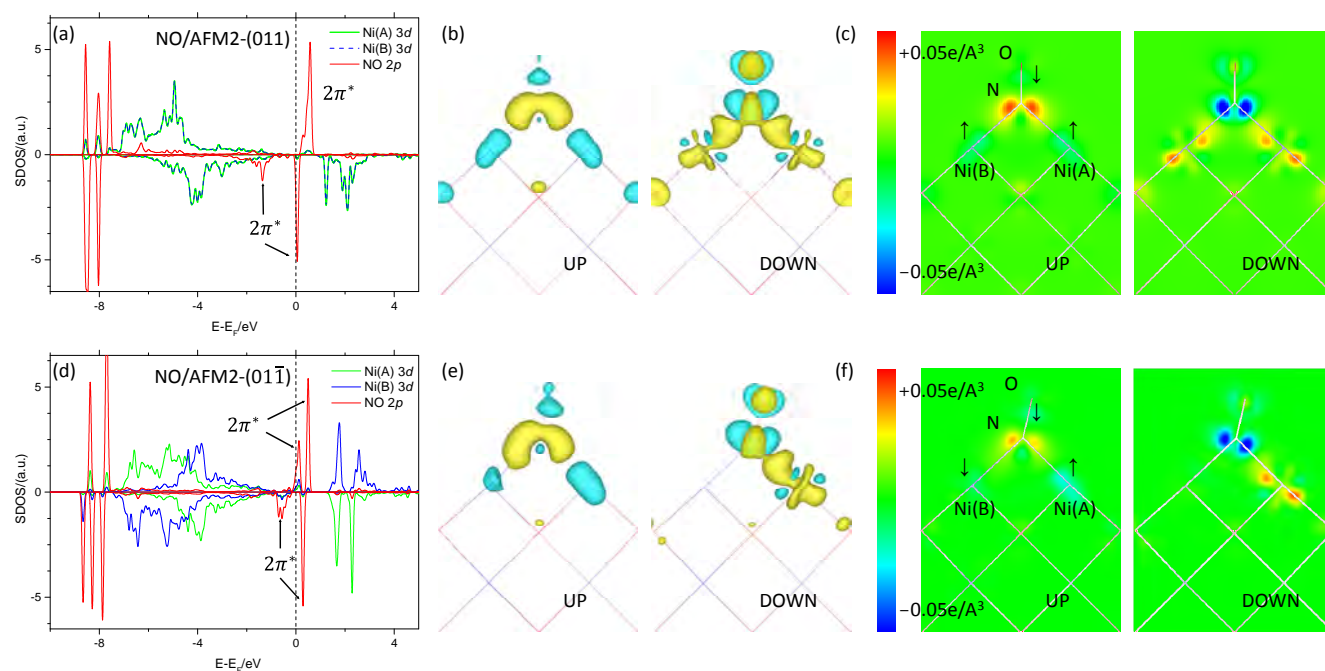 (a)
NO/AFM2-(011)
Ni(A) 3d
Ni(B) 3d
NO 2p
2π*
2π*
5
0
-5
SDOS/(a.u.)
-8
-4
0
4
E-E_F/eV
(b)
UP
DOWN
(c)
+0.05e/A³
−0.05e/A³
O
N
↓
↑
↑
Ni(B)
Ni(A)
UP
DOWN
(d)
NO/AFM2-(011̅)
Ni(A) 3d
Ni(B) 3d
NO 2p
2π*
2π*
5
0
-5
SDOS/(a.u.)
-8
-4
0
4
E-E_F/eV
(e)
UP
DOWN
(f)
+0.05e/A³
−0.05e/A³
O
N
↓
↓
↑
Ni(B)
Ni(A)
UP
DOWN